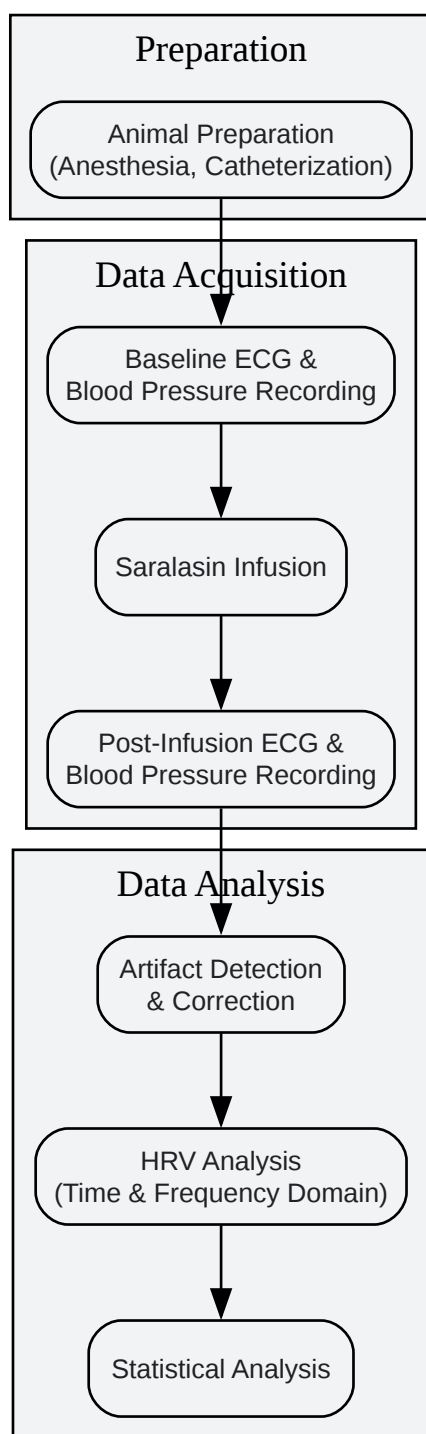 Preparation
Animal Preparation
(Anesthesia, Catheterization)
Data Acquisition
Baseline ECG &
Blood Pressure Recording
Saralasin Infusion
Post-Infusion ECG &
Blood Pressure Recording
Data Analysis
Artifact Detection
& Correction
HRV Analysis
(Time & Frequency Domain)
Statistical Analysis